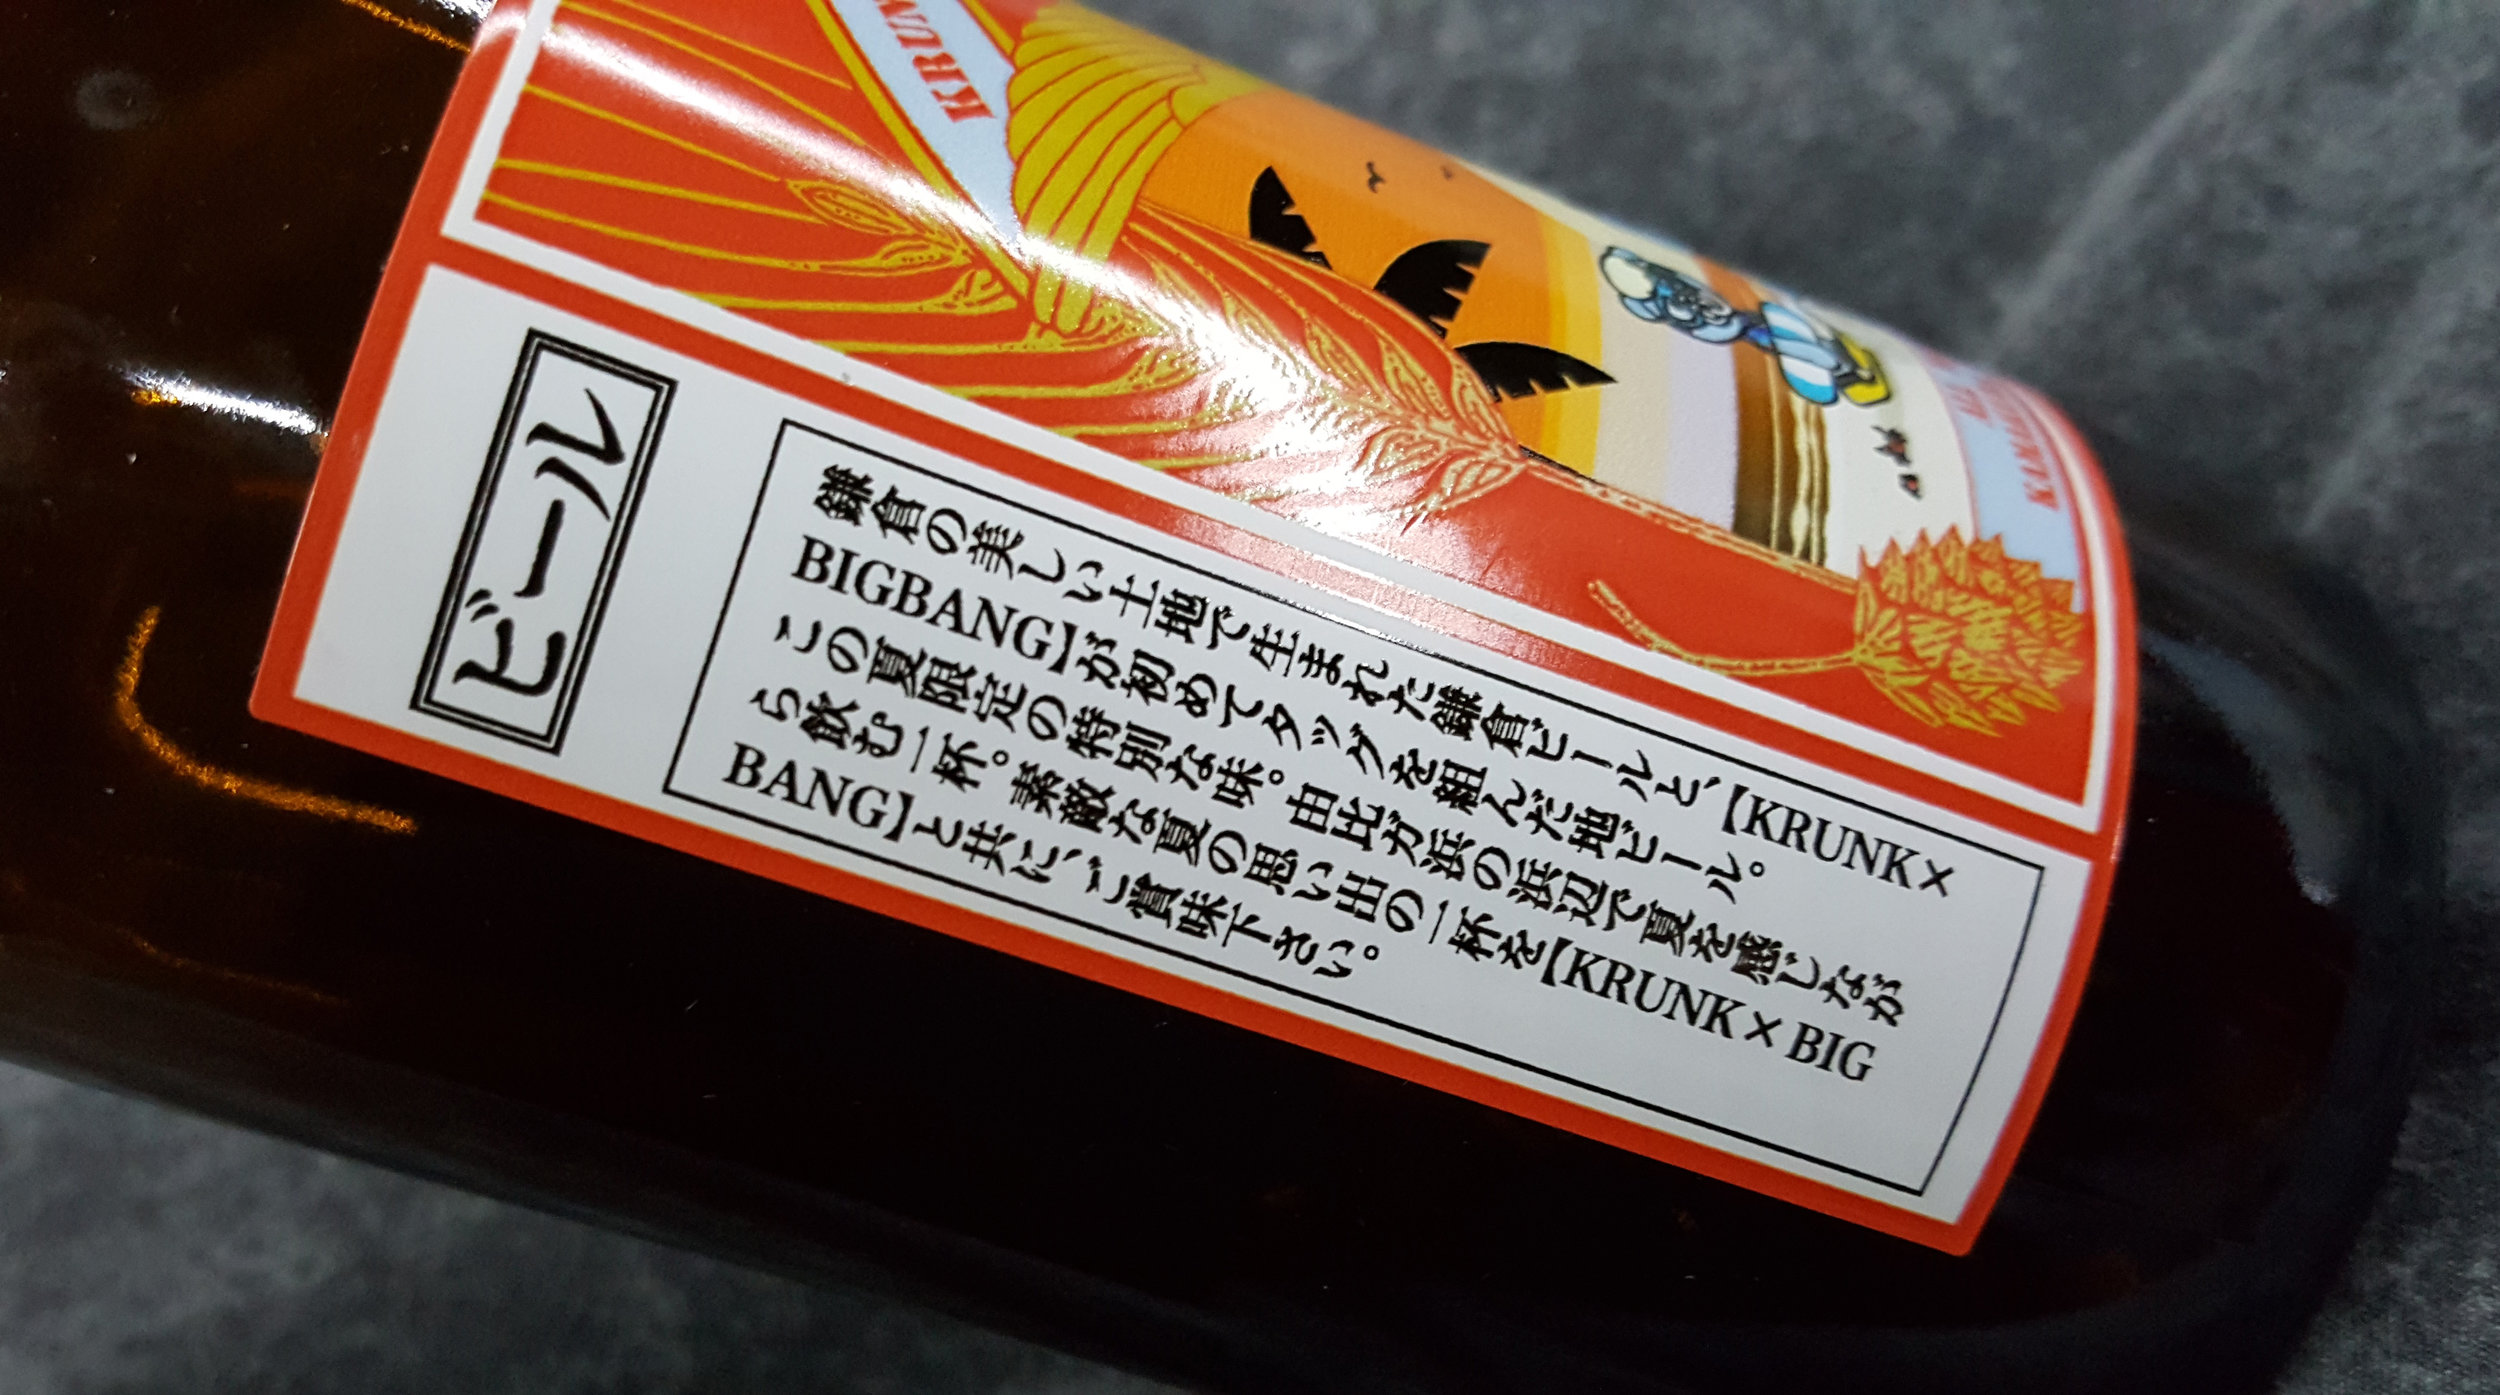 KRUN
ビール
鎌倉の美しい土地で生まれた鎌倉ビールと、【KRUNK×
BIGBANG】が初めてタッグを組んだ地ビール。
この夏限定の特別な味。由比ガ浜の浜辺で夏を感じなが
ら飲む一杯。素敵な夏の思い出の一杯を【KRUNK×BIG
BANG】と共に、ご賞味下さい。